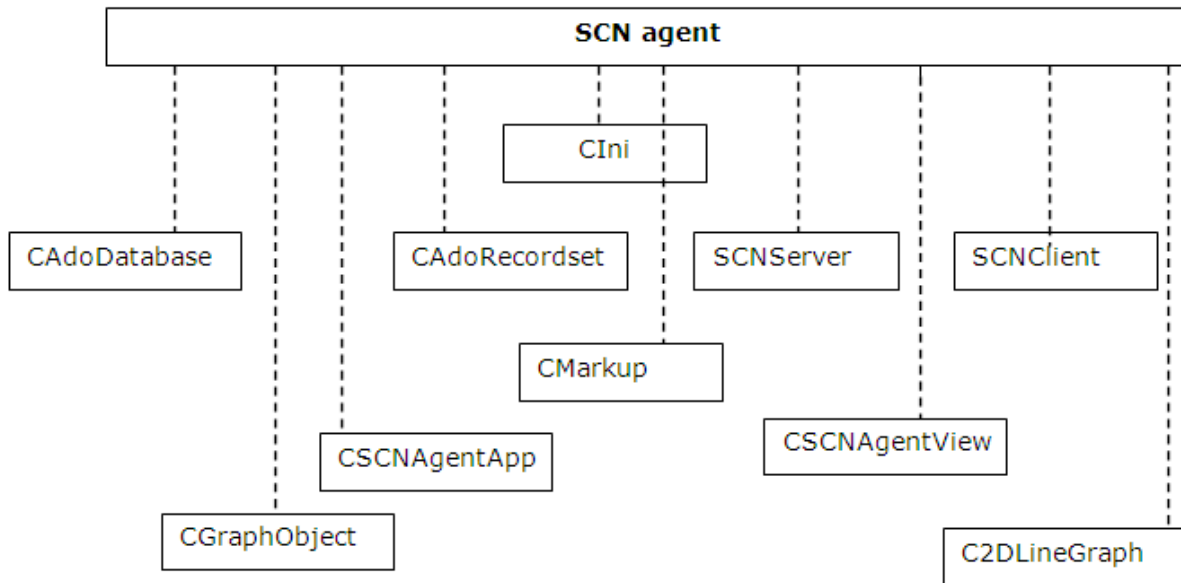 SCN agent
CIni
CAdoDatabase
CAdoRecordset
SCNServer
SCNClient
CMarkup
CSCNAgentApp
CSCNAgentView
CGraphObject
C2DLineGraph